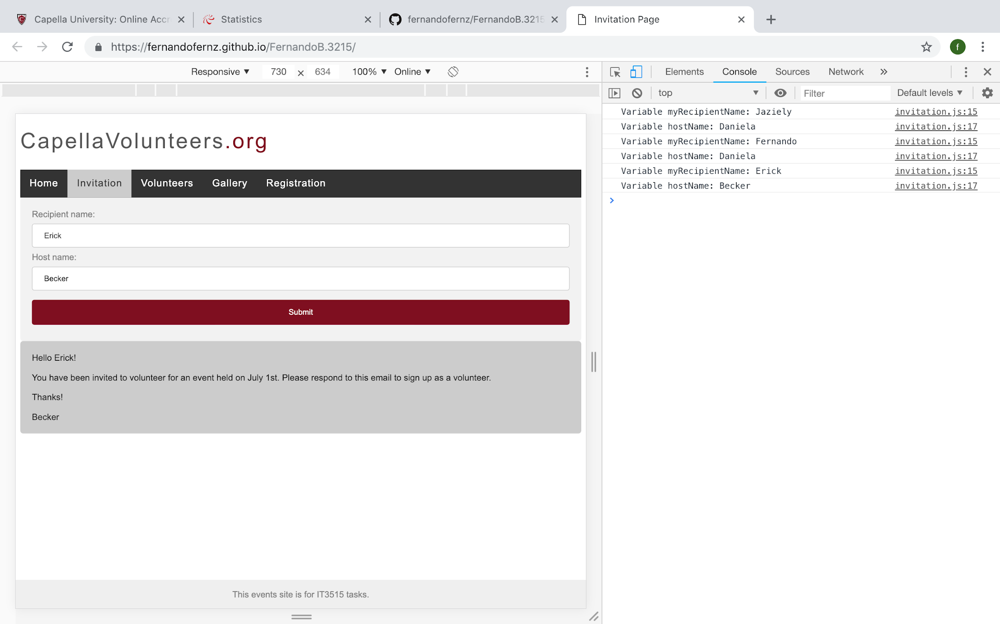 Capella University: Online Accr
Statistics
fernandofernz/FernandoB.3215
Invitation Page
https://fernandofernz.github.io/FernandoB.3215/
f
Responsive ▼ 730 × 634 100% ▼ Online ▼
Elements Console Sources Network »
top ▼ Filter Default levels ▼
Variable myRecipientName: Jaziely invitation.js:15
Variable hostName: Daniela invitation.js:17
Variable myRecipientName: Fernando invitation.js:15
Variable hostName: Daniela invitation.js:17
Variable myRecipientName: Erick invitation.js:15
Variable hostName: Becker invitation.js:17
>
CapellaVolunteers.org
Home Invitation Volunteers Gallery Registration
Recipient name:
Erick
Host name:
Becker
Submit
Hello Erick!
You have been invited to volunteer for an event held on July 1st. Please respond to this email to sign up as a volunteer.
Thanks!
Becker
This events site is for IT3515 tasks.